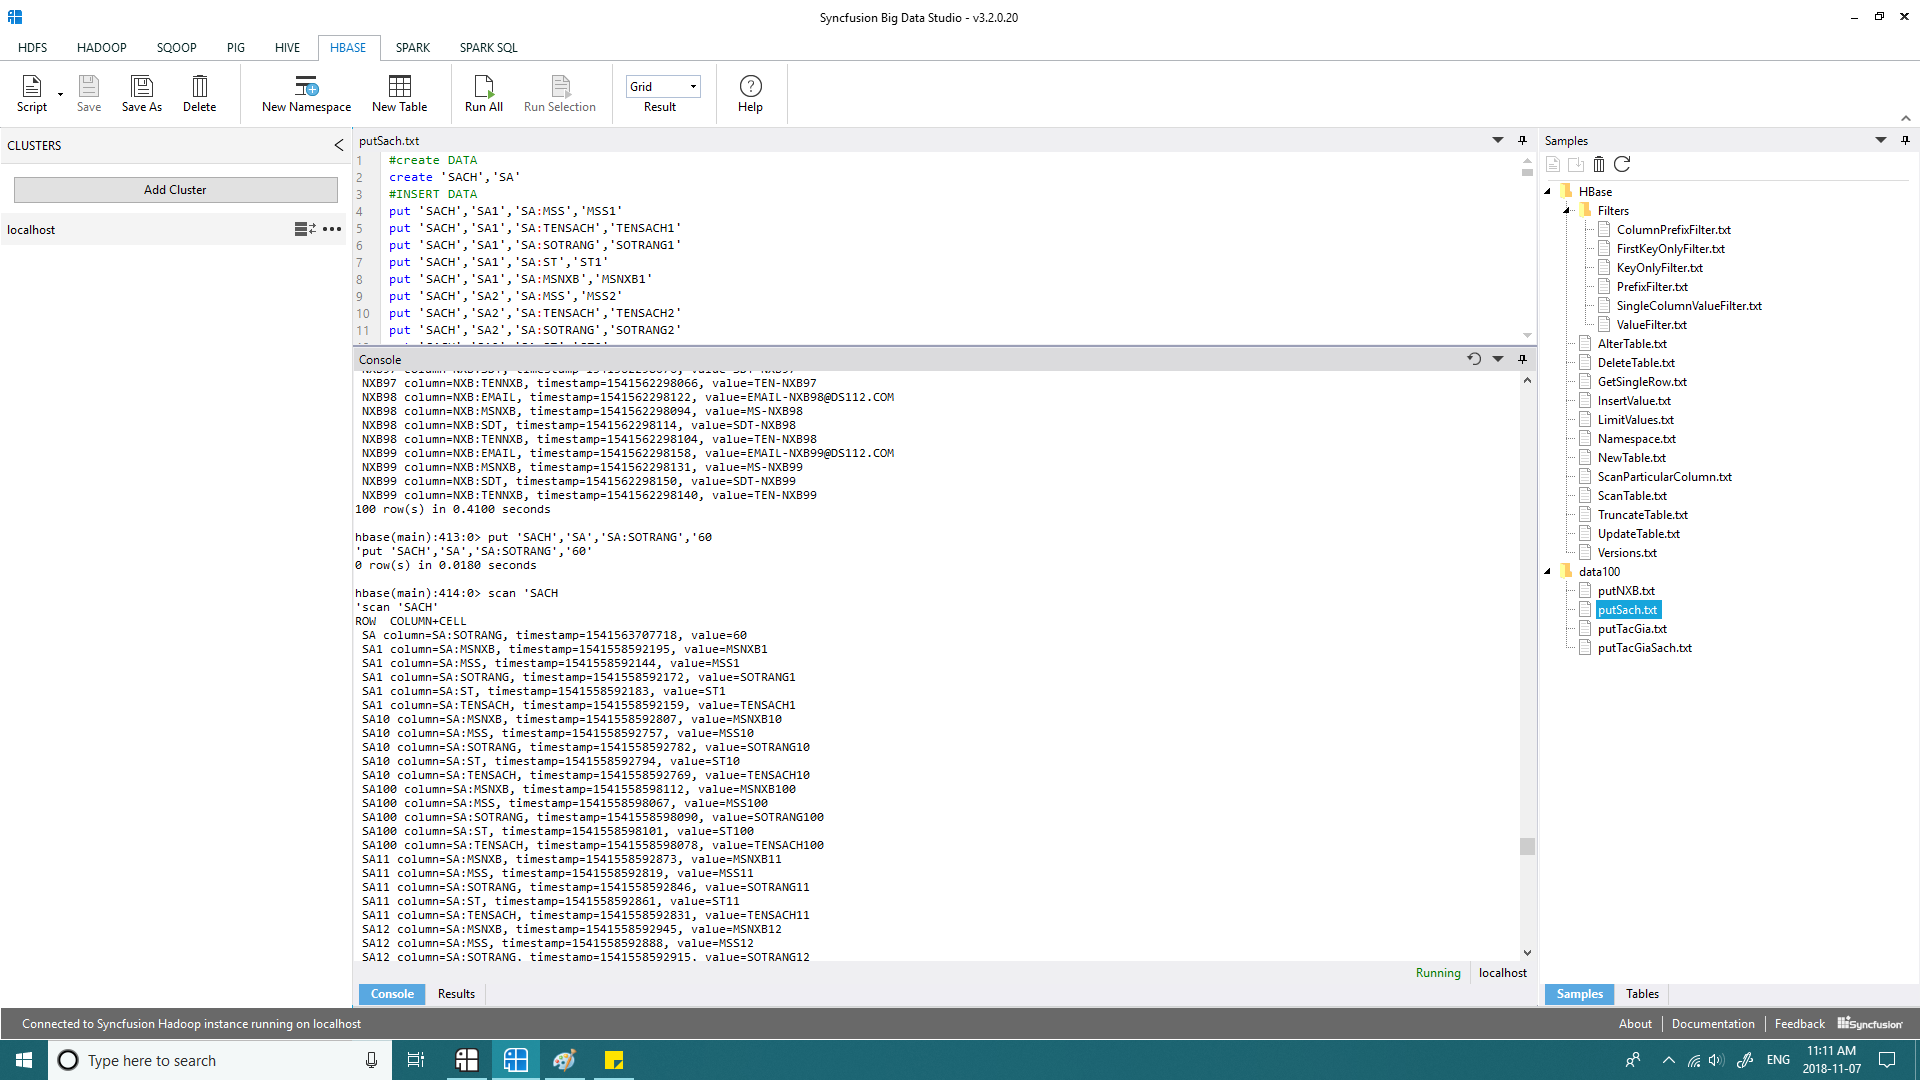 Syncfusion Big Data Studio - v3.2.0.20
HDFS HADOOP SQOOP PIG HIVE HBASE SPARK SPARK SQL
Script Save Save As Delete New Namespace New Table Run All Run Selection Grid Result Help
CLUSTERS
Add Cluster
localhost
putSach.txt
1 #create DATA
2 create 'SACH','SA'
3 #INSERT DATA
4 put 'SACH','SA1','SA:MSS','MSS1'
5 put 'SACH','SA1','SA:TENSACH','TENSACH1'
6 put 'SACH','SA1','SA:SOTRANG','SOTRANG1'
7 put 'SACH','SA1','SA:ST','ST1'
8 put 'SACH','SA1','SA:MSNXB','MSNXB1'
9 put 'SACH','SA2','SA:MSS','MSS2'
10 put 'SACH','SA2','SA:TENSACH','TENSACH2'
11 put 'SACH','SA2','SA:SOTRANG','SOTRANG2'
Console
NXB97 column=NXB:TENNXB, timestamp=1541562298066, value=TEN-NXB97
NXB98 column=NXB:EMAIL, timestamp=1541562298122, value=EMAIL-NXB98@DS112.COM
NXB98 column=NXB:MSNXB, timestamp=1541562298094, value=MS-NXB98
NXB98 column=NXB:SDT, timestamp=1541562298114, value=SDT-NXB98
NXB98 column=NXB:TENNXB, timestamp=1541562298104, value=TEN-NXB98
NXB99 column=NXB:EMAIL, timestamp=1541562298158, value=EMAIL-NXB99@DS112.COM
NXB99 column=NXB:MSNXB, timestamp=1541562298131, value=MS-NXB99
NXB99 column=NXB:SDT, timestamp=1541562298150, value=SDT-NXB99
NXB99 column=NXB:TENNXB, timestamp=1541562298140, value=TEN-NXB99
100 row(s) in 0.4100 seconds
hbase(main):413:0> put 'SACH','SA','SA:SOTRANG','60
'put 'SACH','SA','SA:SOTRANG','60'
0 row(s) in 0.0180 seconds
hbase(main):414:0> scan 'SACH
'scan 'SACH'
ROW COLUMN+CELL
SA column=SA:SOTRANG, timestamp=1541563707718, value=60
SA1 column=SA:MSNXB, timestamp=1541558592195, value=MSNXB1
SA1 column=SA:MSS, timestamp=1541558592144, value=MSS1
SA1 column=SA:SOTRANG, timestamp=1541558592172, value=SOTRANG1
SA1 column=SA:ST, timestamp=1541558592183, value=ST1
SA1 column=SA:TENSACH, timestamp=1541558592159, value=TENSACH1
SA10 column=SA:MSNXB, timestamp=1541558592807, value=MSNXB10
SA10 column=SA:MSS, timestamp=1541558592757, value=MSS10
SA10 column=SA:SOTRANG, timestamp=1541558592782, value=SOTRANG10
SA10 column=SA:ST, timestamp=1541558592794, value=ST10
SA10 column=SA:TENSACH, timestamp=1541558592769, value=TENSACH10
SA100 column=SA:MSNXB, timestamp=1541558598112, value=MSNXB100
SA100 column=SA:MSS, timestamp=1541558598067, value=MSS100
SA100 column=SA:SOTRANG, timestamp=1541558598090, value=SOTRANG100
SA100 column=SA:ST, timestamp=1541558598101, value=ST100
SA100 column=SA:TENSACH, timestamp=1541558598078, value=TENSACH100
SA11 column=SA:MSNXB, timestamp=1541558592873, value=MSNXB11
SA11 column=SA:MSS, timestamp=1541558592819, value=MSS11
SA11 column=SA:SOTRANG, timestamp=1541558592846, value=SOTRANG11
SA11 column=SA:ST, timestamp=1541558592861, value=ST11
SA11 column=SA:TENSACH, timestamp=1541558592831, value=TENSACH11
SA12 column=SA:MSNXB, timestamp=1541558592945, value=MSNXB12
SA12 column=SA:MSS, timestamp=1541558592888, value=MSS12
SA12 column=SA:SOTRANG, timestamp=1541558592915, value=SOTRANG12
Running localhost
Console Results
Samples
HBase
Filters
ColumnPrefixFilter.txt
FirstKeyOnlyFilter.txt
KeyOnlyFilter.txt
PrefixFilter.txt
SingleColumnValueFilter.txt
ValueFilter.txt
AlterTable.txt
DeleteTable.txt
GetSingleRow.txt
InsertValue.txt
LimitValues.txt
Namespace.txt
NewTable.txt
ScanParticularColumn.txt
ScanTable.txt
TruncateTable.txt
UpdateTable.txt
Versions.txt
data100
putNXB.txt
putSach.txt
putTacGia.txt
putTacGiaSach.txt
Samples Tables
Connected to Syncfusion Hadoop instance running on localhost
About Documentation Feedback Syncfusion
Type here to search
ENG
11:11 AM
2018-11-07